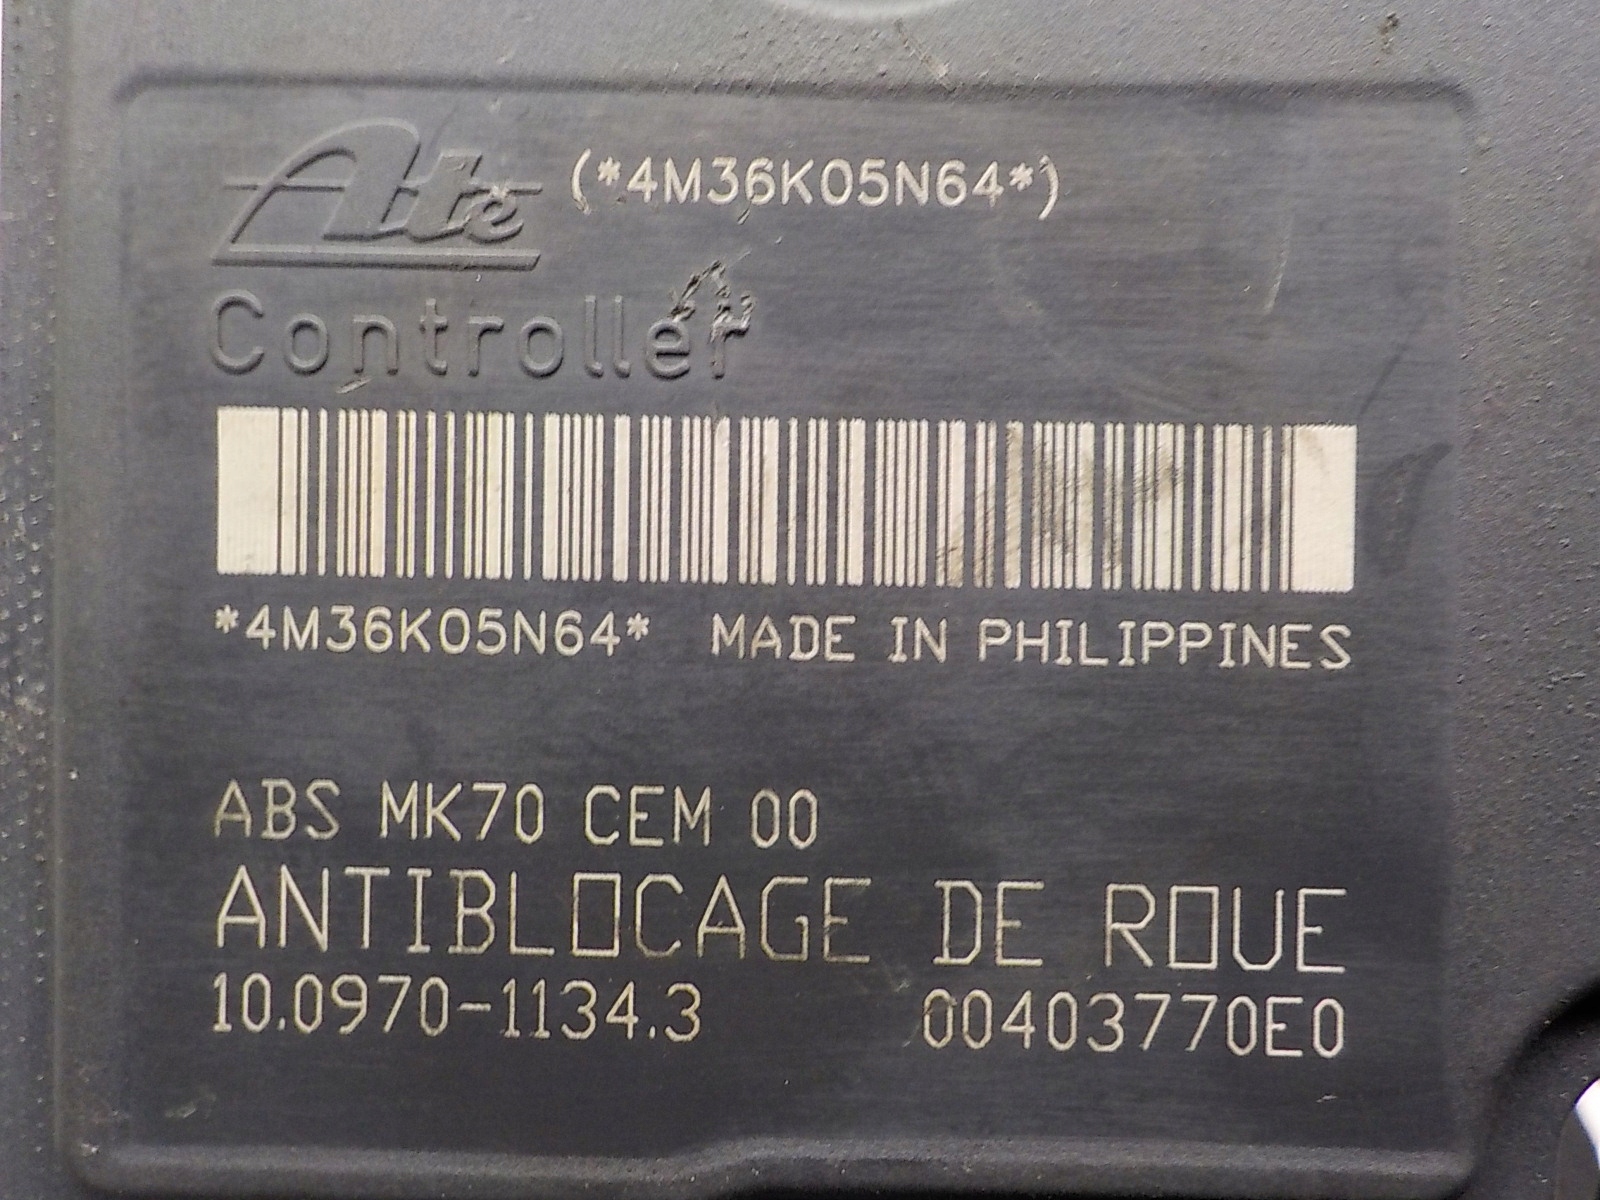 Ate (*4M36K05N64*)
Controller
*4M36K05N64* MADE IN PHILIPPINES
ABS MK70 CEM 00
ANTIBLOCAGE DE ROUE
10.0970-1134.3 00403770E0